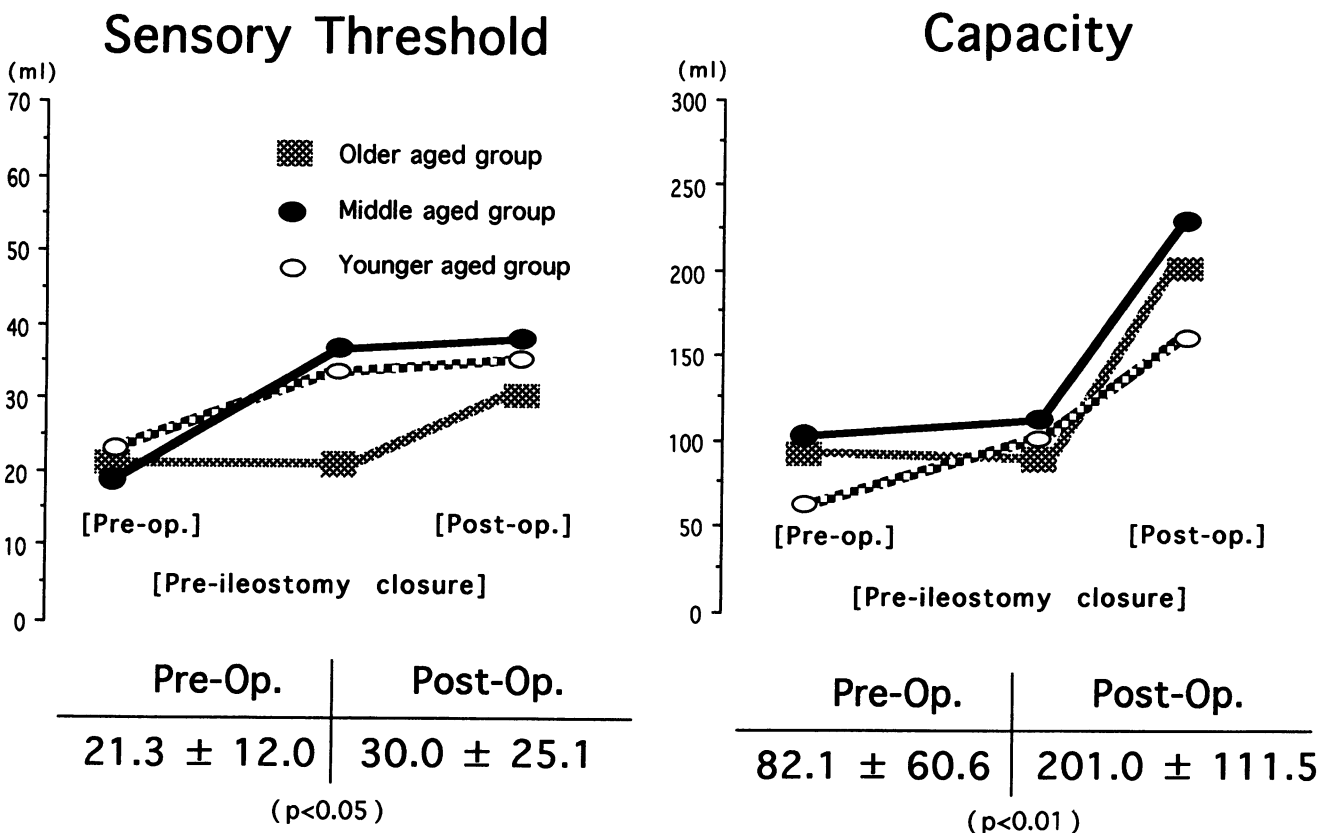 Sensory Threshold
(ml)
70
60
50
40
30
20
10
0
Older aged group
Middle aged group
Younger aged group
[Pre-op.]
[Post-op.]
[Pre-ileostomy closure]
Pre-Op.
Post-Op.
21.3 ± 12.0
30.0 ± 25.1
(p<0.05)
Capacity
(ml)
300
250
200
150
100
50
0
[Pre-op.]
[Post-op.]
[Pre-ileostomy closure]
Pre-Op.
Post-Op.
82.1 ± 60.6
201.0 ± 111.5
(p<0.01)